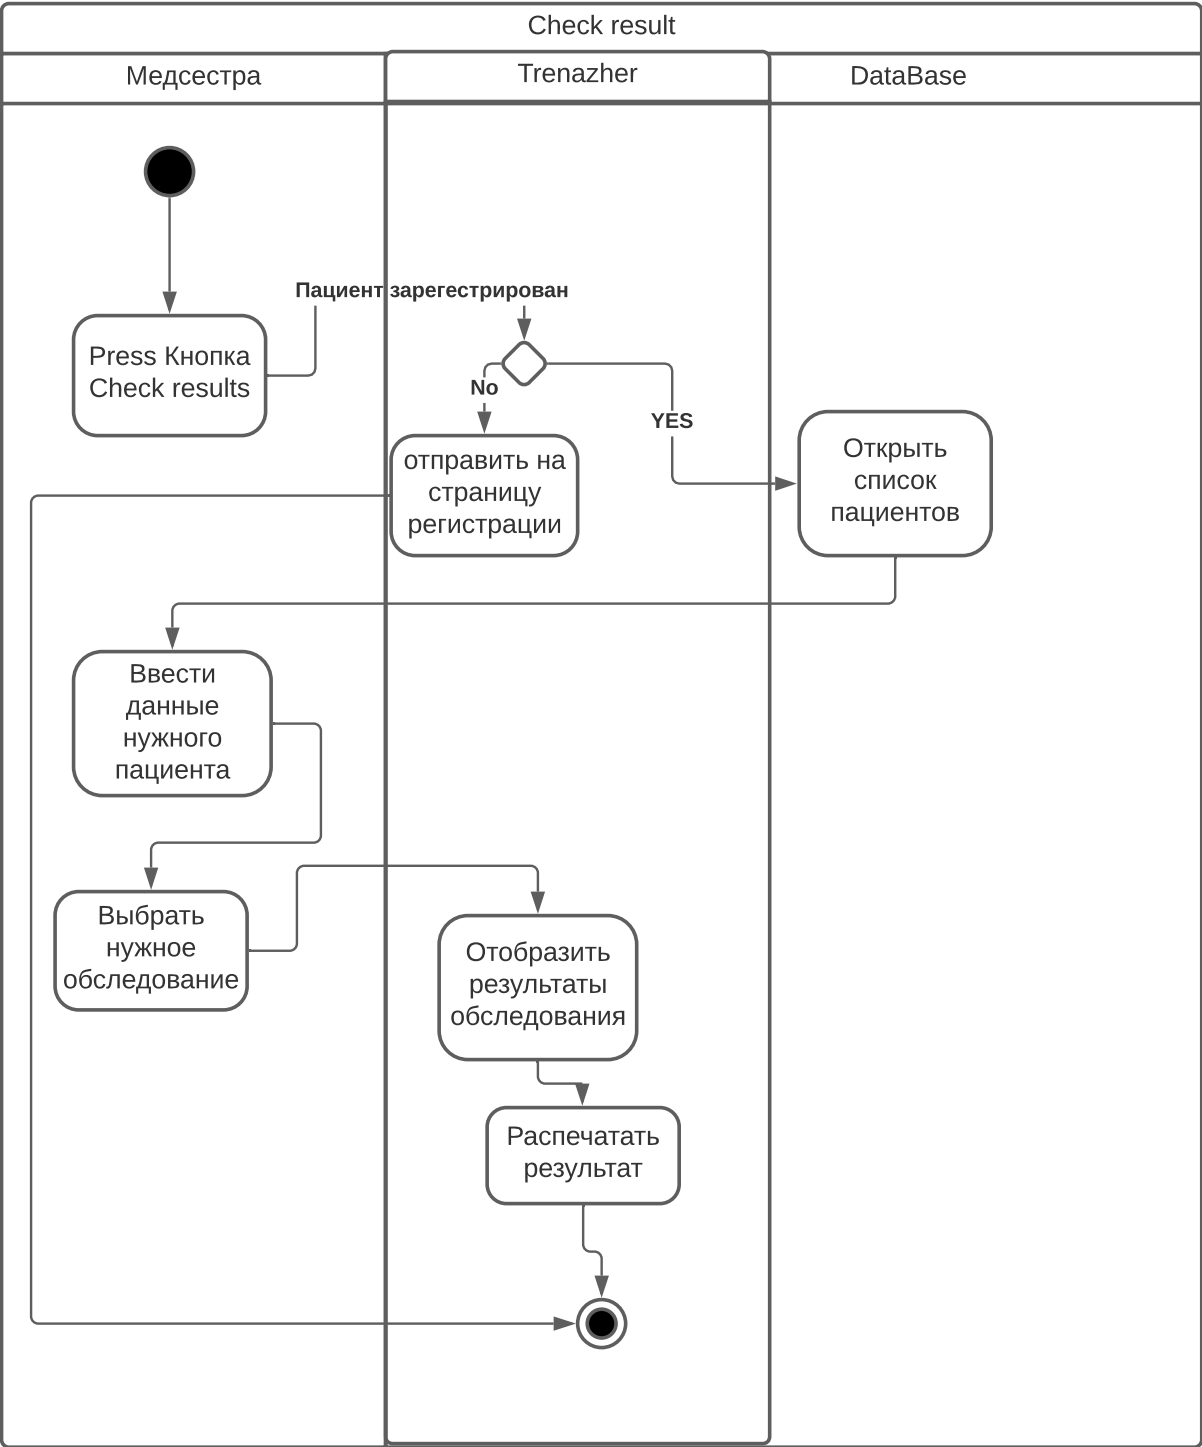 Check result
Медсестра
Trenazher
DataBase
Пациент зарегестрирован
Press Кнопка
Check results
No
YES
отправить на
страницу
регистрации
Открыть
список
пациентов
Ввести
данные
нужного
пациента
Выбрать
нужное
обследование
Отобразить
результаты
обследования
Распечатать
результат